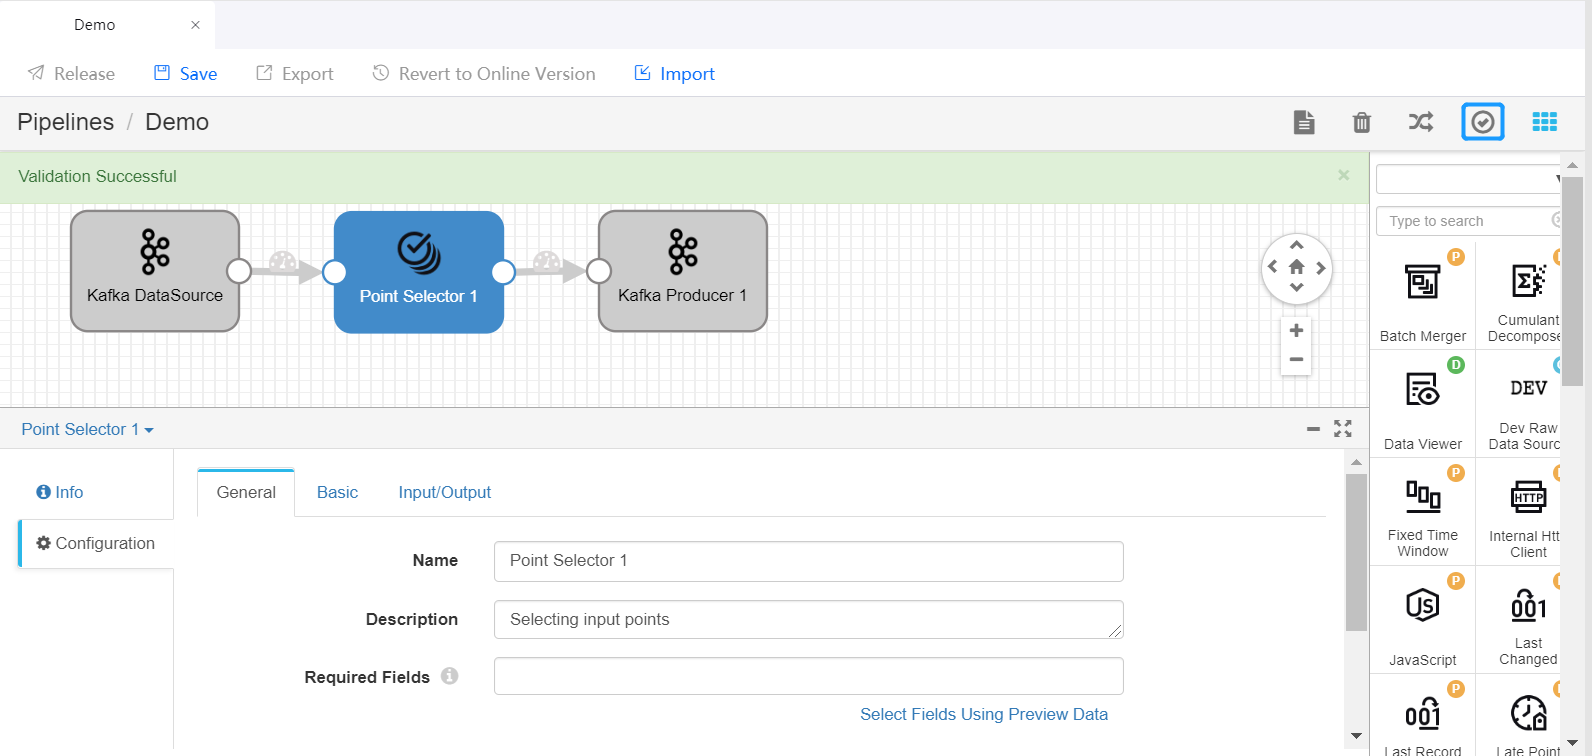 Demo ×
Release Save Export Revert to Online Version Import
Pipelines / Demo
Validation Successful ×
Kafka DataSource
Point Selector 1
Kafka Producer 1
Type to search
P
Batch Merger
Cumulant
Decompose
D
Data Viewer
DEV
Dev Raw
Data Sourc
P
Fixed Time
Window
HTTP
Internal Htt
Client
P
JS
JavaScript
001
Last
Changed
P
001
Last Record
Late Point
Point Selector 1
Info
Configuration
General Basic Input/Output
Name Point Selector 1
Description Selecting input points
Required Fields
Select Fields Using Preview Data